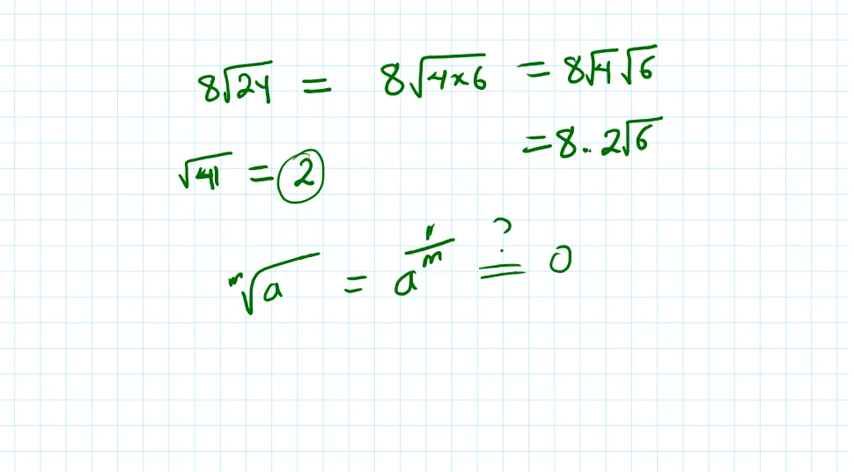 8√24 = 8√4×6 = 8√4√6
= 8 . 2√6
√4 = 2
ᵐ√a = a^(1/m) ?= 0